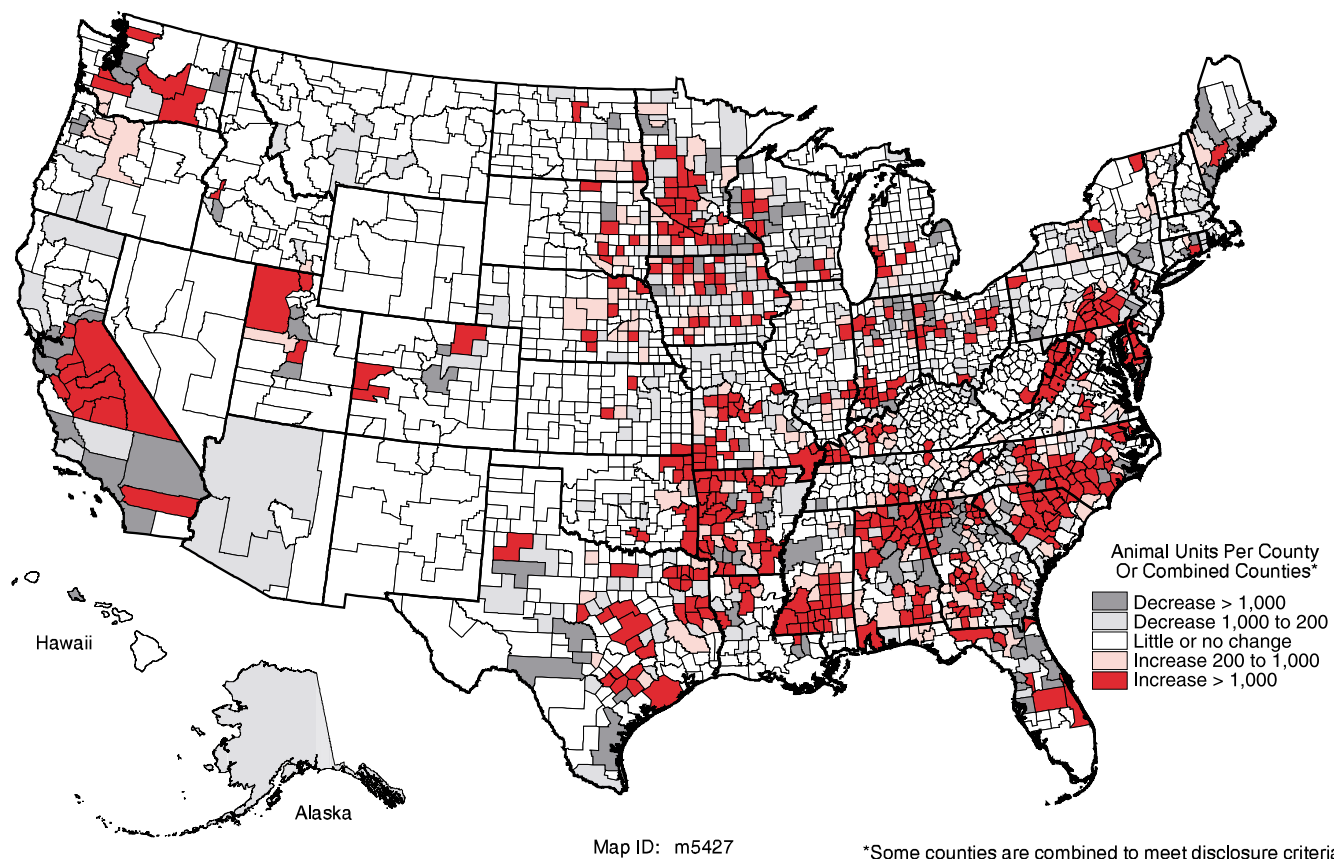 Animal Units Per County
Or Combined Counties*
Decrease > 1,000
Decrease 1,000 to 200
Little or no change
Increase 200 to 1,000
Increase > 1,000
Hawaii
Alaska
Map ID: m5427
*Some counties are combined to meet disclosure criteria